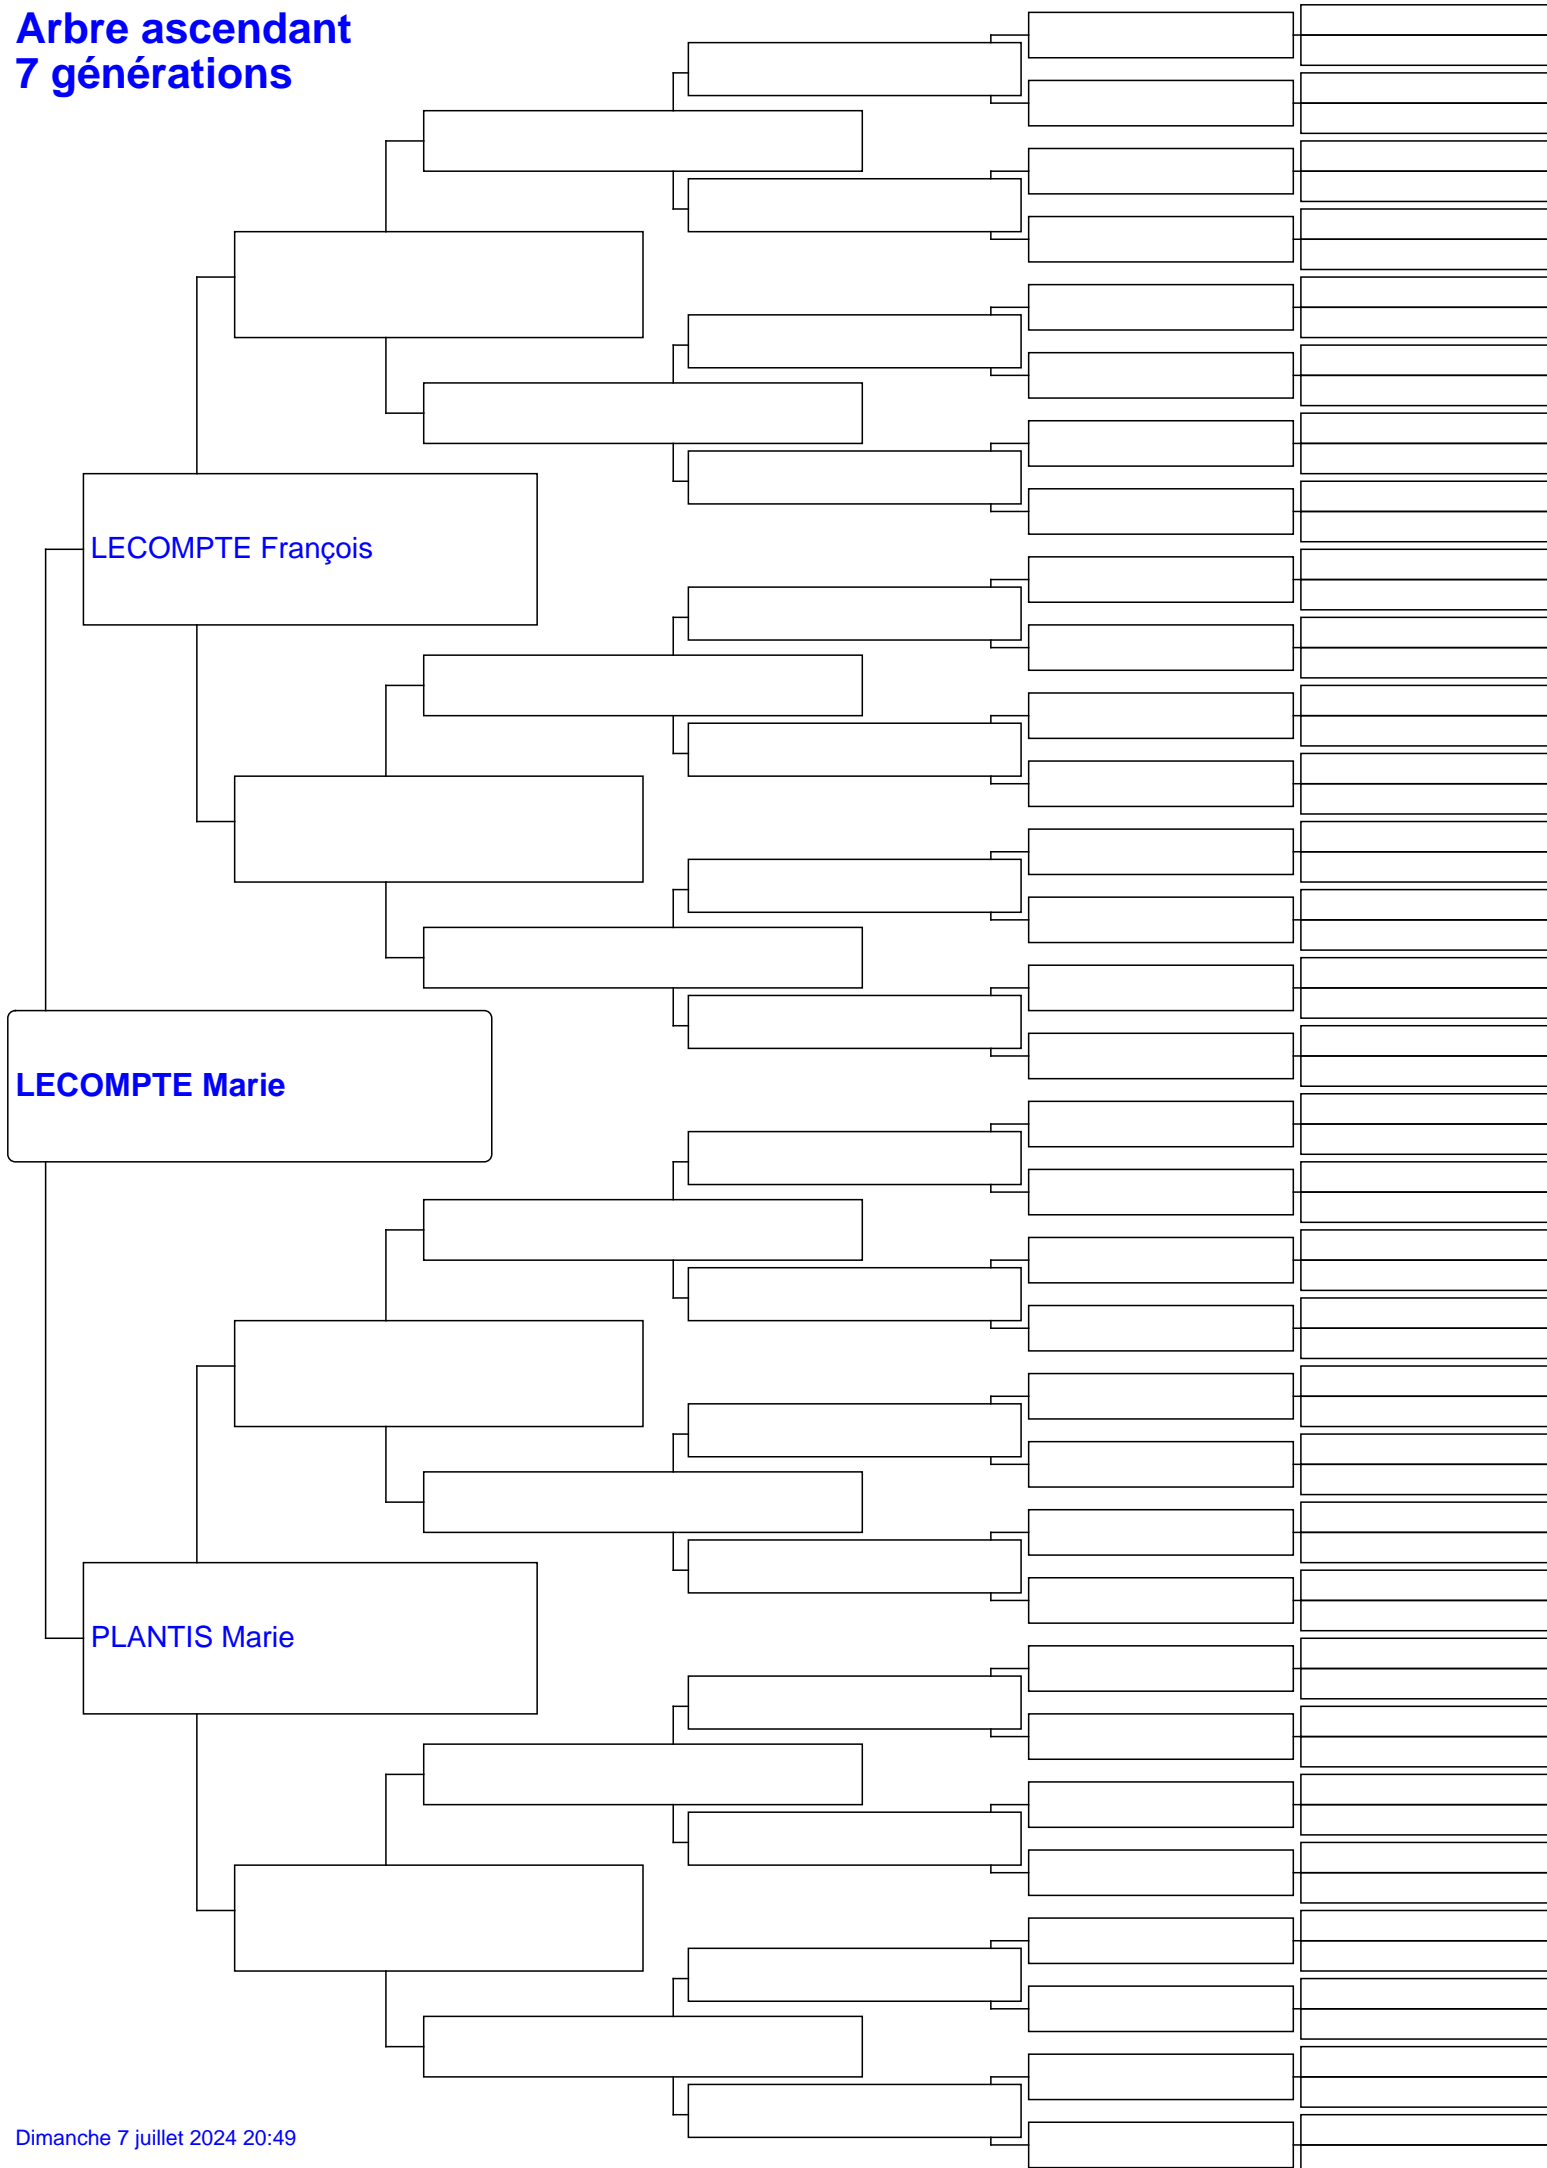 Arbre ascendant
7 générations
LECOMPTE François
LECOMPTE Marie
PLANTIS Marie
Dimanche 7 juillet 2024 20:49